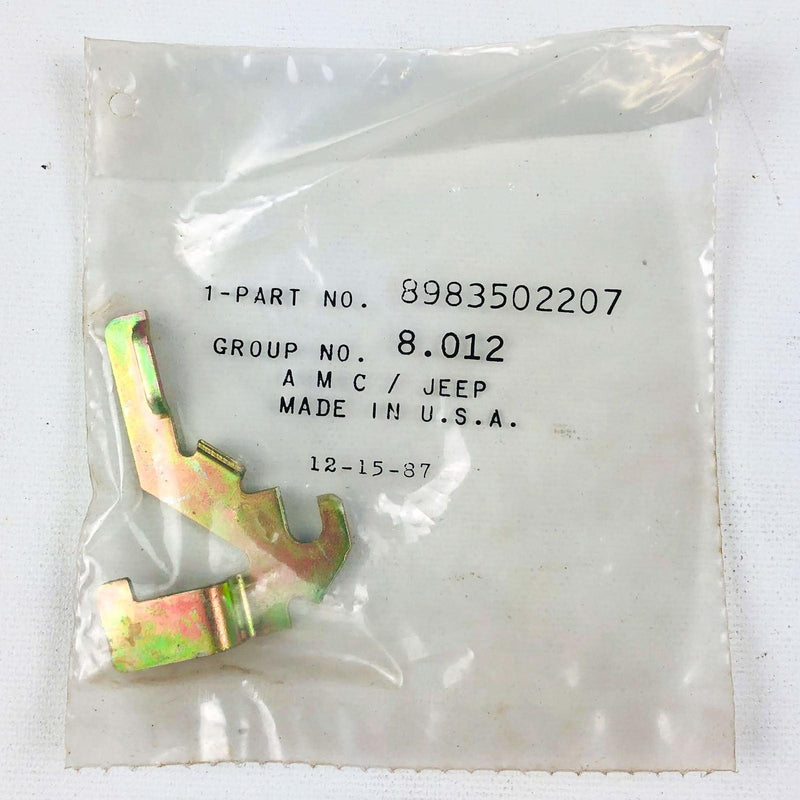 1-PART NO. 8983502207
GROUP NO. 8.012
A M C / JEEP
MADE IN U.S.A.
12-15-87